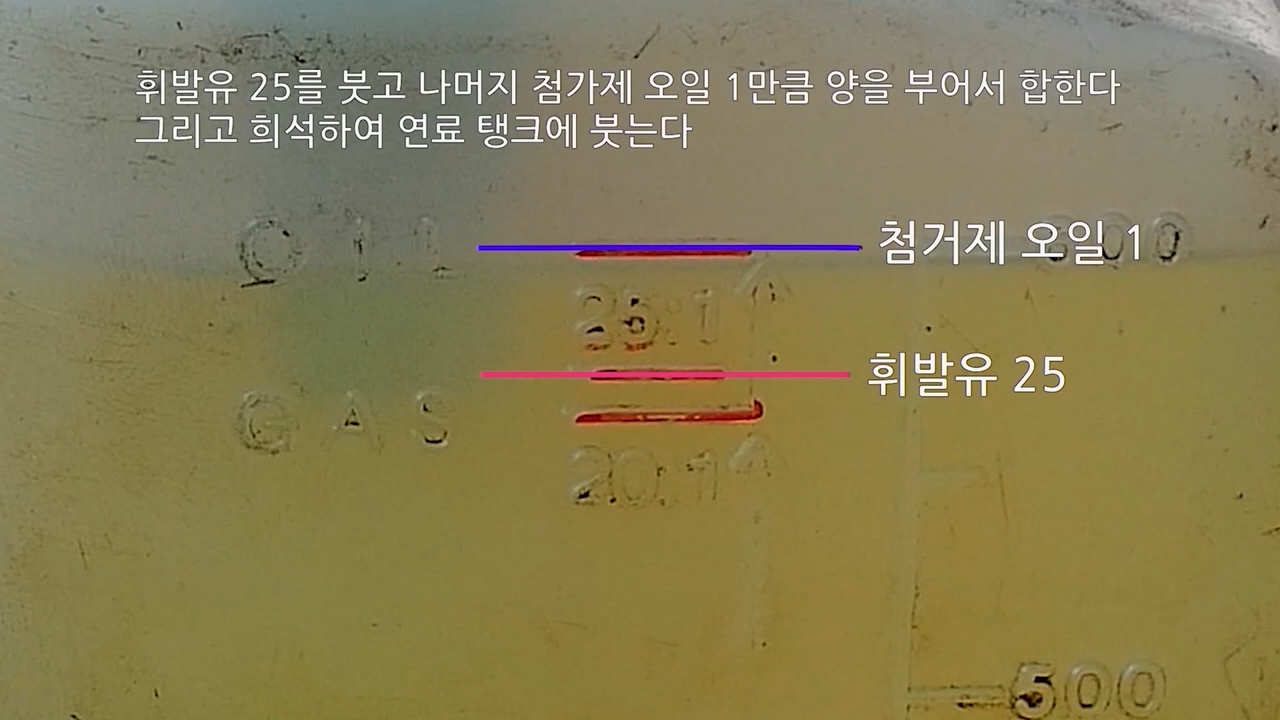 휘발유 25를 붓고 나머지 첨가제 오일 1만큼 양을 부어서 합한다
그리고 희석하여 연료 탱크에 붓는다
첨거제 오일 1
25:1
휘발유 25
GAS
20:1
500